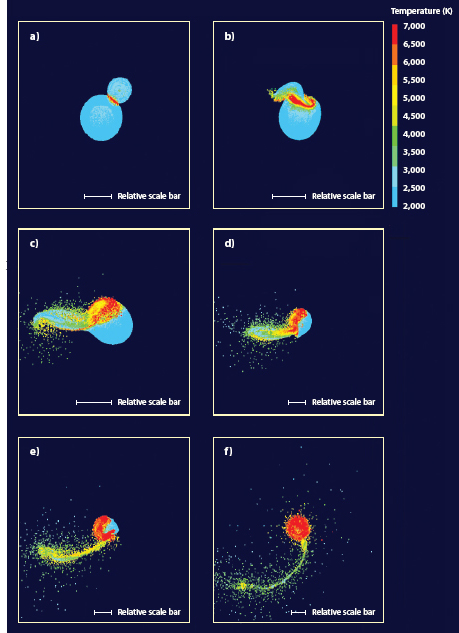 Temperature (K)
a)
b)
7,000
6,500
6,000
5,500
5,000
4,500
4,000
3,500
3,000
2,500
2,000
Relative scale bar
Relative scale bar
c)
d)
Relative scale bar
Relative scale bar
e)
f)
Relative scale bar
Relative scale bar